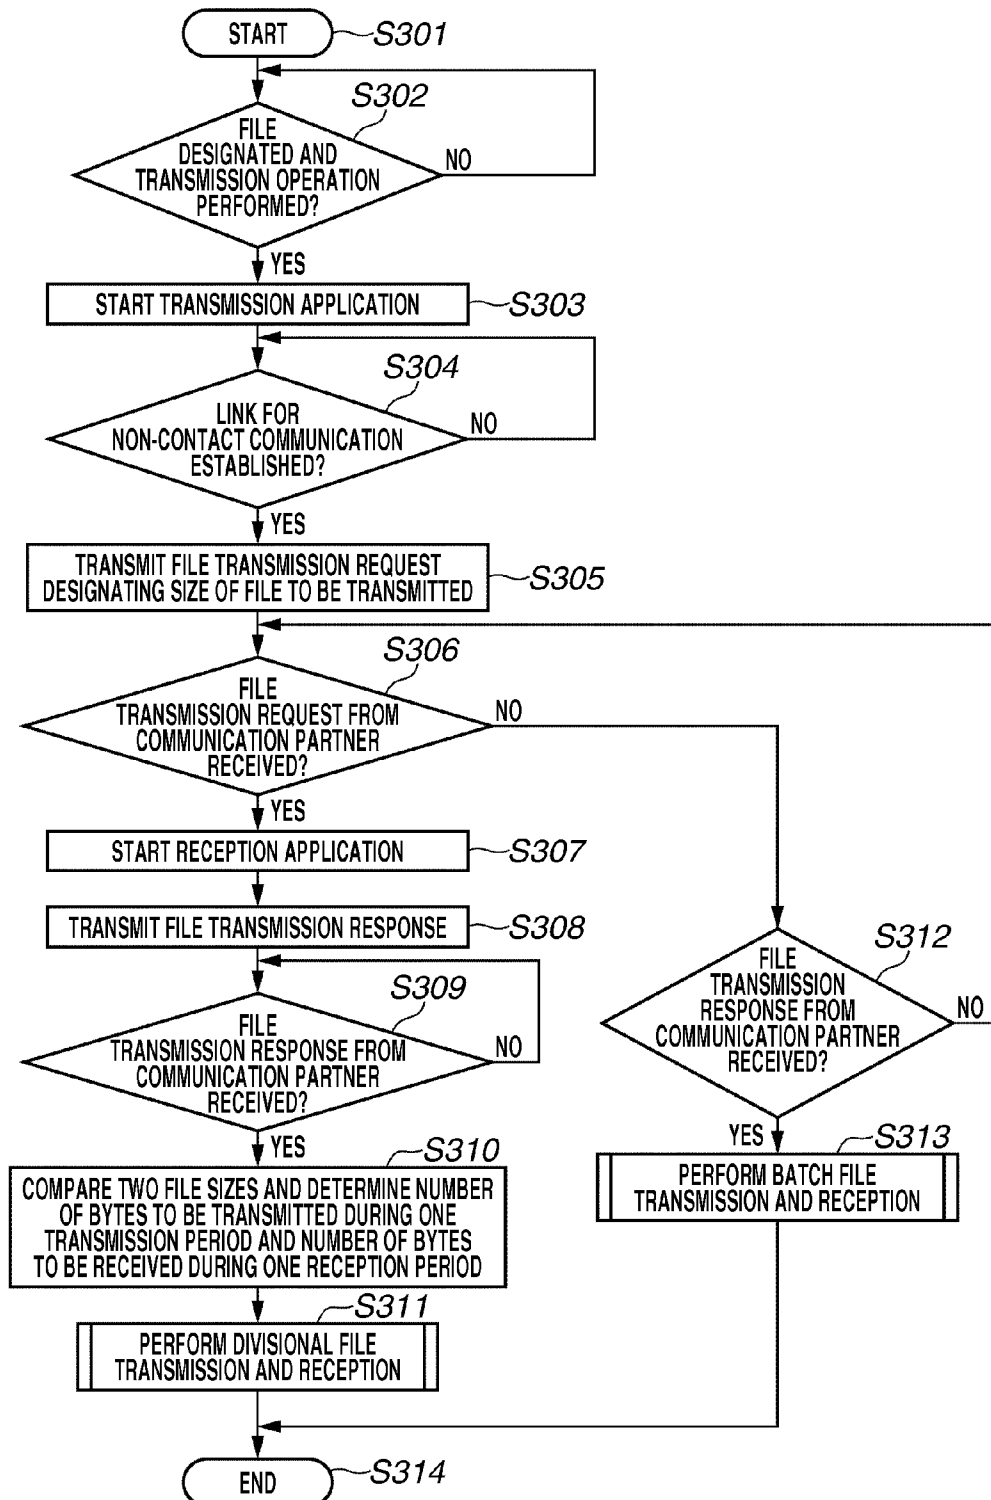 START
S301
S302
FILE
DESIGNATED AND
TRANSMISSION OPERATION
PERFORMED?
NO
YES
START TRANSMISSION APPLICATION
S303
S304
LINK FOR
NON-CONTACT COMMUNICATION
ESTABLISHED?
NO
YES
TRANSMIT FILE TRANSMISSION REQUEST
DESIGNATING SIZE OF FILE TO BE TRANSMITTED
S305
S306
FILE
TRANSMISSION REQUEST FROM
COMMUNICATION PARTNER
RECEIVED?
NO
YES
START RECEPTION APPLICATION
S307
TRANSMIT FILE TRANSMISSION RESPONSE
S308
S309
FILE
TRANSMISSION RESPONSE FROM
COMMUNICATION PARTNER
RECEIVED?
NO
YES
S310
COMPARE TWO FILE SIZES AND DETERMINE NUMBER
OF BYTES TO BE TRANSMITTED DURING ONE
TRANSMISSION PERIOD AND NUMBER OF BYTES
TO BE RECEIVED DURING ONE RECEPTION PERIOD
S311
PERFORM DIVISIONAL FILE
TRANSMISSION AND RECEPTION
S312
FILE
TRANSMISSION
RESPONSE FROM
COMMUNICATION PARTNER
RECEIVED?
NO
YES
S313
PERFORM BATCH FILE
TRANSMISSION AND RECEPTION
END
S314